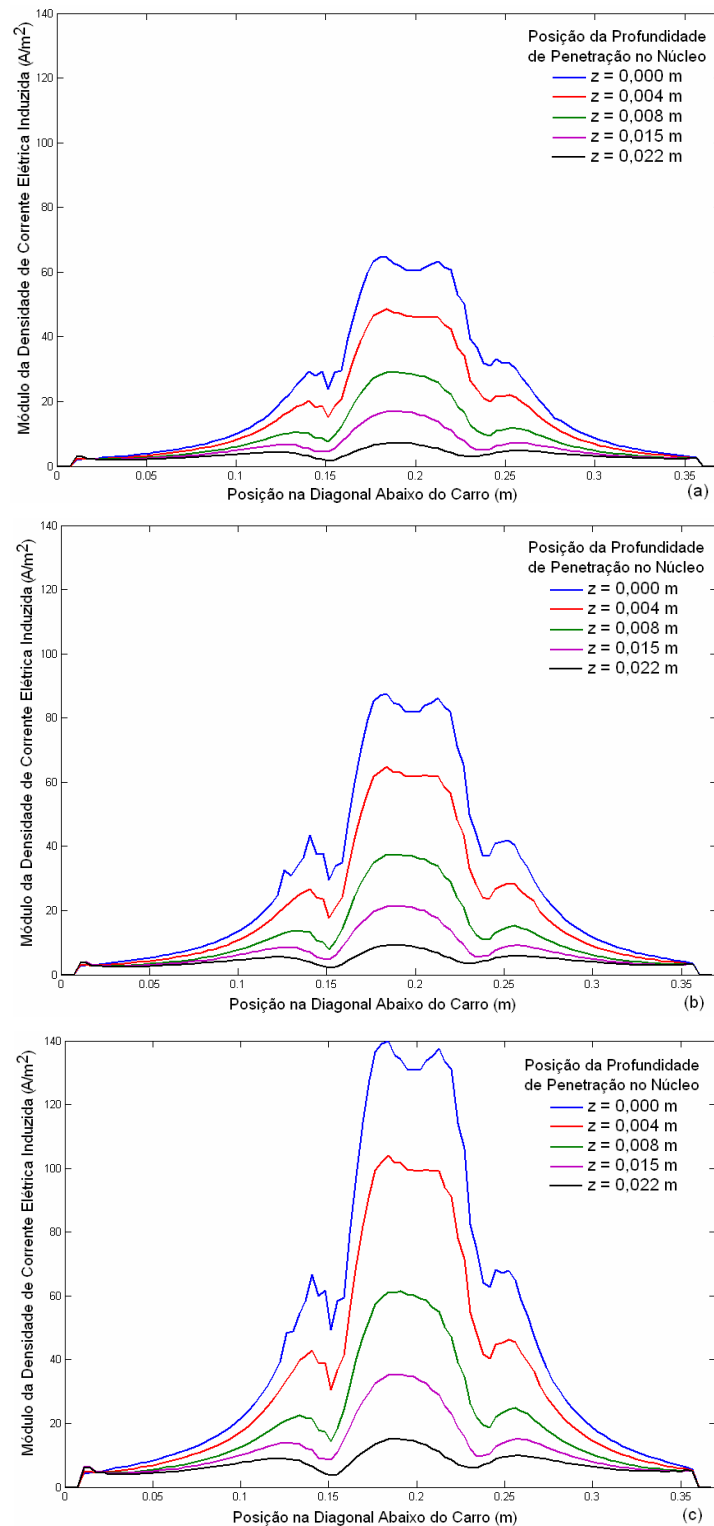 Módulo da Densidade de Corrente Elétrica Induzida (A/m²)
140
120
100
80
60
40
20
0
Posição da Profundidade
de Penetração no Núcleo
z = 0,000 m
z = 0,004 m
z = 0,008 m
z = 0,015 m
z = 0,022 m
0 0.05 0.1 0.15 0.2 0.25 0.3 0.35
Posição na Diagonal Abaixo do Carro (m)
(a)
Módulo da Densidade de Corrente Elétrica Induzida (A/m²)
140
120
100
80
60
40
20
0
Posição da Profundidade
de Penetração no Núcleo
z = 0,000 m
z = 0,004 m
z = 0,008 m
z = 0,015 m
z = 0,022 m
0 0.05 0.1 0.15 0.2 0.25 0.3 0.35
Posição na Diagonal Abaixo do Carro (m)
(b)
Módulo da Densidade de Corrente Elétrica Induzida (A/m²)
140
120
100
80
60
40
20
0
Posição da Profundidade
de Penetração no Núcleo
z = 0,000 m
z = 0,004 m
z = 0,008 m
z = 0,015 m
z = 0,022 m
0 0.05 0.1 0.15 0.2 0.25 0.3 0.35
Posição na Diagonal Abaixo do Carro (m)
(c)